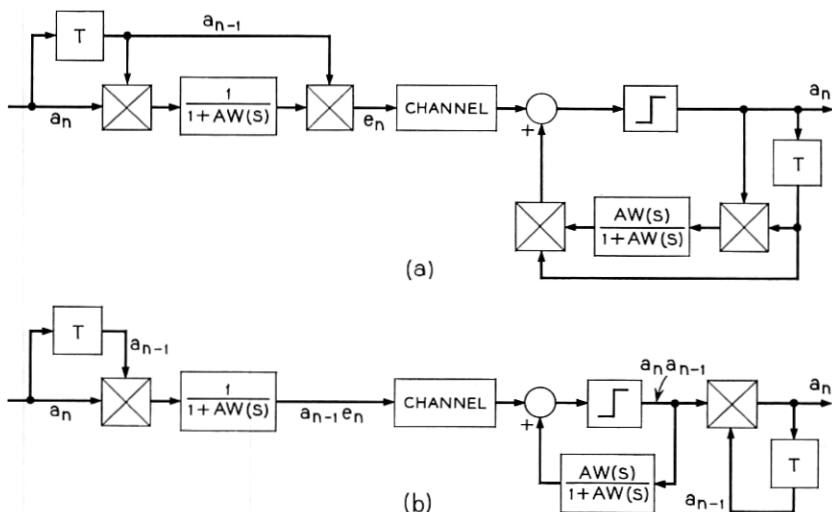 T
a_{n-1}
a_n
1
1+AW(S)
e_n
CHANNEL
+
a_n
T
AW(S)
1+AW(S)
(a)
T
a_{n-1}
a_n
1
1+AW(S)
a_{n-1} e_n
CHANNEL
+
a_n a_{n-1}
a_n
T
AW(S)
1+AW(S)
a_{n-1}
(b)